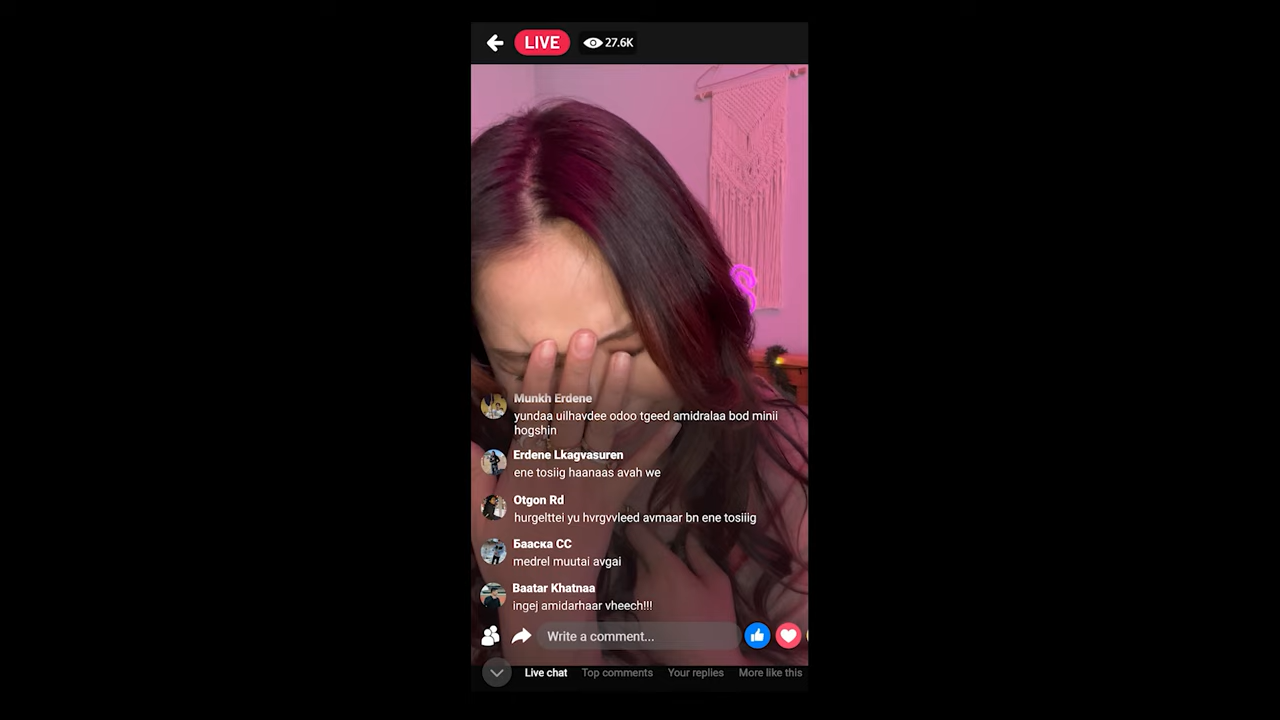 LIVE 27.6K
Munkh Erdene
yundaa uilhavdee odoo tgeed amidralaa bod minii
hogshin
Erdene Lkagvasuren
ene tosiig haanaas avah we
Otgon Rd
hurgelttei yu hvrgvvleed avmaar bn ene tosiiig
Бааска СС
medrel muutai avgai
Baatar Khatnaa
ingej amidarhaar vheech!!!
Write a comment...
Live chat Top comments Your replies More like this